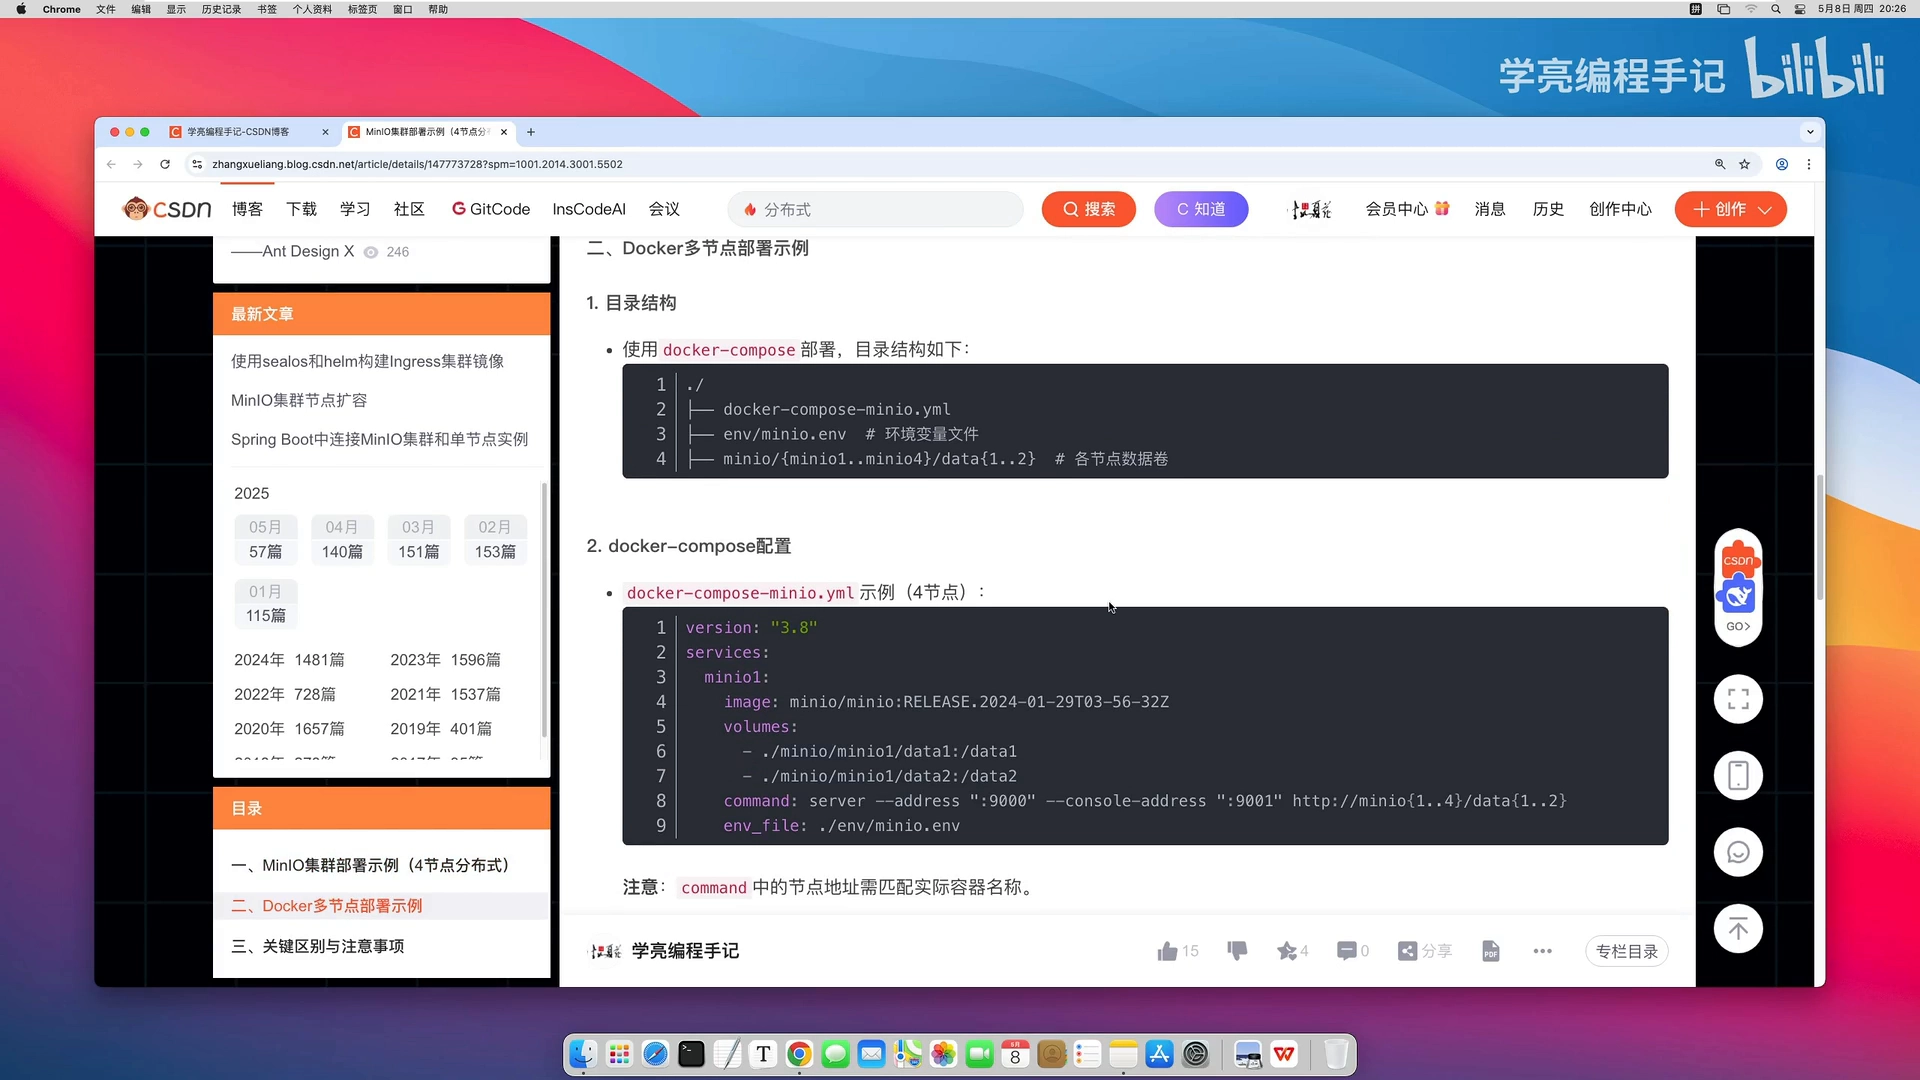 Chrome 文件 编辑 显示 历史记录 书签 个人资料 标签页 窗口 帮助
拼 5月8日 周四 20:26
学亮编程手记 bilibili
学亮编程手记-CSDN博客
MinIO集群部署示例（4节点分
zhangxueliang.blog.csdn.net/article/details/147773728?spm=1001.2014.3001.5502
CSDN 博客 下载 学习 社区 GitCode InsCodeAI 会议 分布式 搜索 C 知道 会员中心 消息 历史 创作中心 创作
——Ant Design X 246
最新文章
使用sealos和helm构建Ingress集群镜像
MinIO集群节点扩容
Spring Boot中连接MinIO集群和单节点实例
2025
05月 04月 03月 02月
57篇 140篇 151篇 153篇
01月
115篇
2024年 1481篇 2023年 1596篇
2022年 728篇 2021年 1537篇
2020年 1657篇 2019年 401篇
目录
一、MinIO集群部署示例（4节点分布式）
二、Docker多节点部署示例
三、关键区别与注意事项
二、Docker多节点部署示例
1. 目录结构
• 使用 docker-compose 部署，目录结构如下：
1 ./
2 ├── docker-compose-minio.yml
3 ├── env/minio.env # 环境变量文件
4 ├── minio/{minio1..minio4}/data{1..2} # 各节点数据卷
2. docker-compose配置
• docker-compose-minio.yml 示例（4节点）：
1 version: "3.8"
2 services:
3 minio1:
4 image: minio/minio:RELEASE.2024-01-29T03-56-32Z
5 volumes:
6 - ./minio/minio1/data1:/data1
7 - ./minio/minio1/data2:/data2
8 command: server --address ":9000" --console-address ":9001" http://minio{1..4}/data{1..2}
9 env_file: ./env/minio.env
注意： command 中的节点地址需匹配实际容器名称。
学亮编程手记
15 4 0 分享 PDF 专栏目录
CSDN
GO>
5月
8